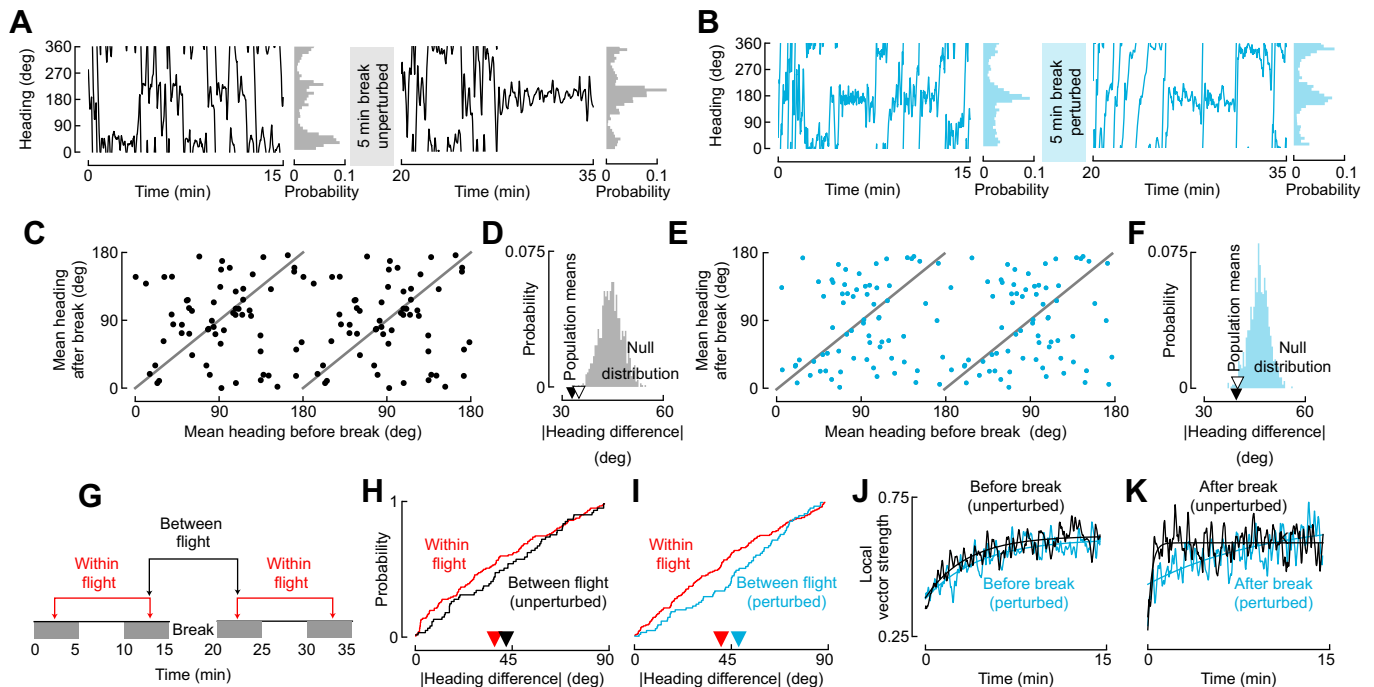 A
Heading (deg)
360
270
180
90
0
0
15
Time (min)
0.1
Probability
5 min break
unperturbed
20
35
Time (min)
0
0.1
Probability
B
Heading (deg)
360
270
180
90
0
0
15
Time (min)
0
0.1
Probability
5 min break
perturbed
20
35
Time (min)
0
0.1
Probability
C
Mean heading
after break (deg)
180
90
0
0
90
180
90
180
Mean heading before break (deg)
D
Probability
0.075
0
Population means
Null
distribution
30
60
|Heading difference|
(deg)
E
Mean heading
after break (deg)
180
90
0
0
90
180
90
180
Mean heading before break (deg)
F
Probability
0.075
0
Population means
Null
distribution
30
60
|Heading difference|
(deg)
G
Between
flight
Within
flight
Within
flight
Break
0
5
10
15
20
25
30
35
Time (min)
H
Probability
1
0
Within
flight
Between flight
(unperturbed)
0
45
90
|Heading difference| (deg)
I
Within
flight
Between flight
(perturbed)
0
45
90
|Heading difference| (deg)
J
Local
vector strength
0.75
0.25
Before break
(unperturbed)
Before break
(perturbed)
0
15
Time (min)
K
After break
(unperturbed)
After break
(perturbed)
0
15
Time (min)